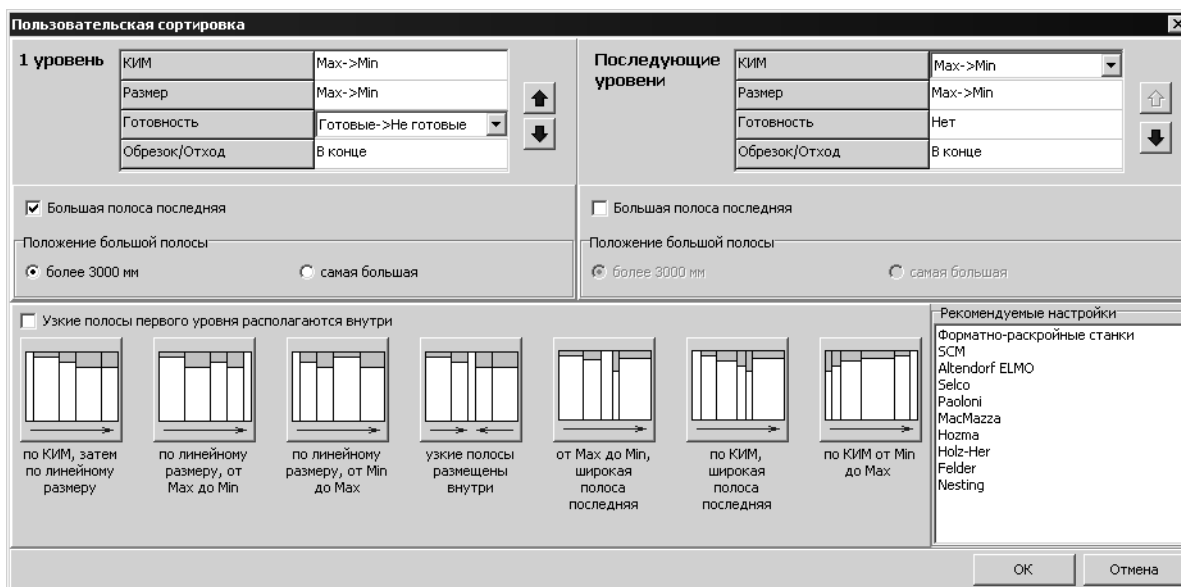 Пользовательская сортировка
1 уровень
КИМ Max->Min
Размер Max->Min
Готовность Готовые->Не готовые
Обрезок/Отход В конце
Последующие
уровени
КИМ Max->Min
Размер Max->Min
Готовность Нет
Обрезок/Отход В конце
Большая полоса последняя
Положение большой полосы
более 3000 мм самая большая
Большая полоса последняя
Положение большой полосы
более 3000 мм самая большая
Узкие полосы первого уровня располагаются внутри
по КИМ, затем
по линейному
размеру
по линейному
размеру, от
Max до Min
по линейному
размеру, от Min
до Max
узкие полосы
размещены
внутри
от Max до Min,
широкая
полоса
последняя
по КИМ,
широкая
полоса
последняя
по КИМ от Min
до Max
Рекомендуемые настройки
Форматно-раскройные станки
SCM
Altendorf ELMO
Selco
Paoloni
MacMazza
Hozma
Holz-Her
Felder
Nesting
OK Отмена